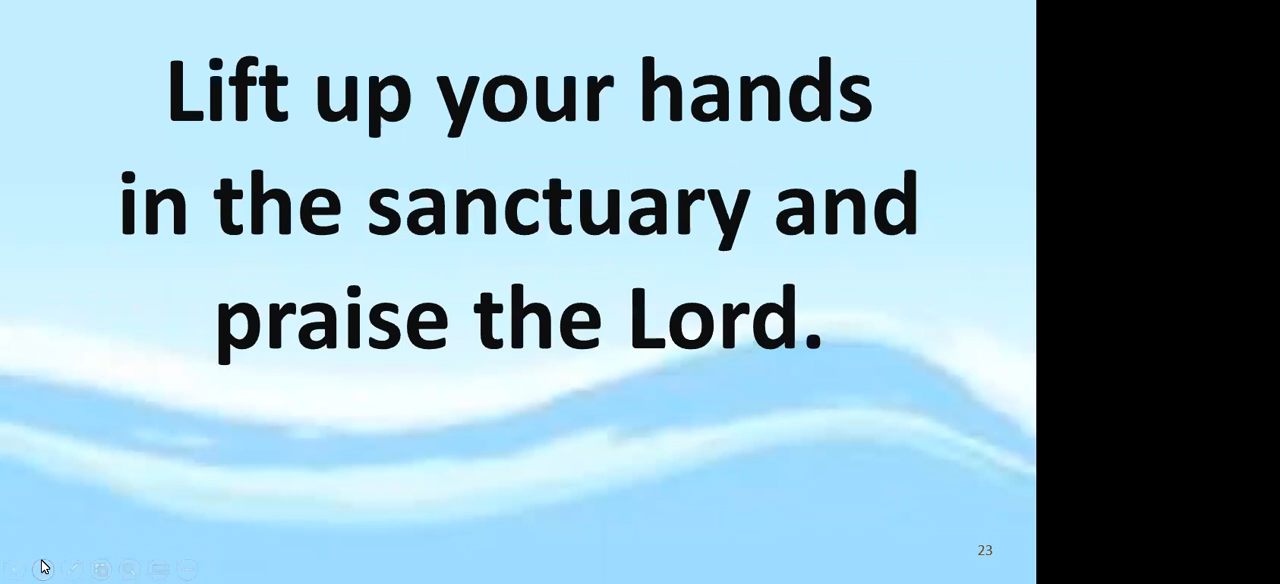 Lift up your hands
in the sanctuary and
praise the Lord.
23